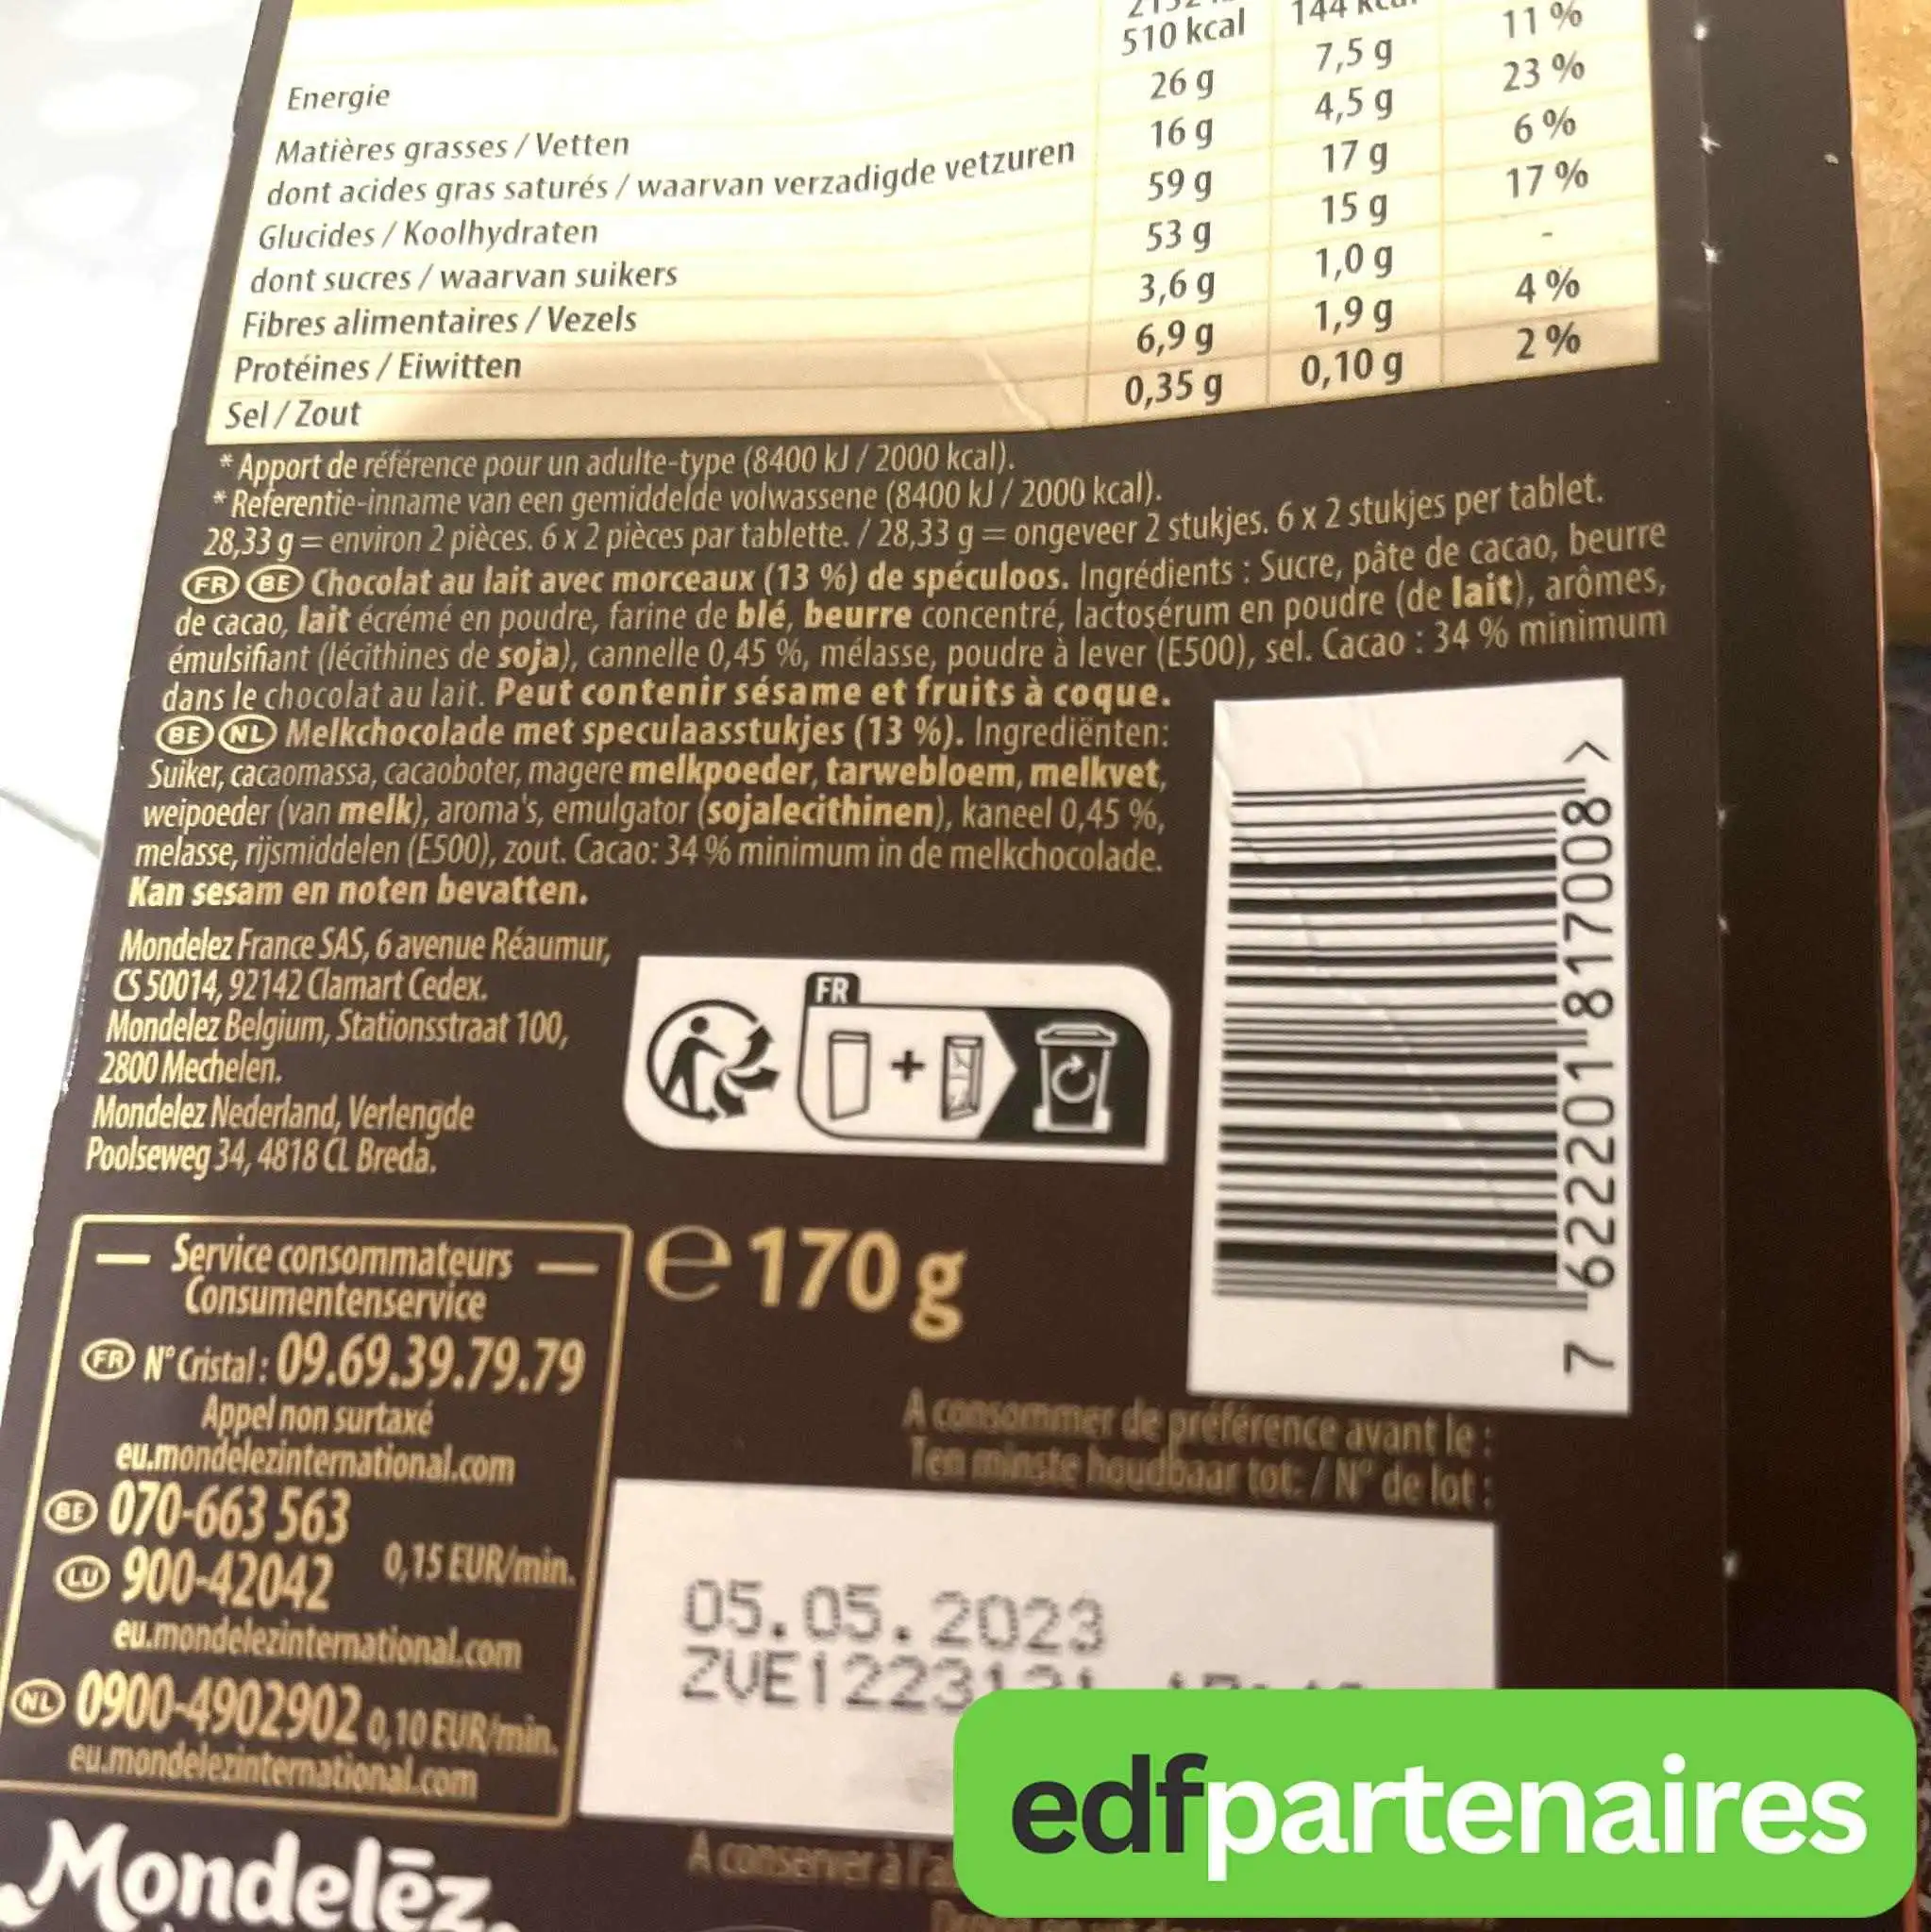 510 kcal
11 %
Energie 26 g 7,5 g 23 %
Matières grasses / Vetten 16 g 4,5 g 6 %
dont acides gras saturés / waarvan verzadigde vetzuren 59 g 17 g 17 %
Glucides / Koolhydraten 53 g 15 g -
dont sucres / waarvan suikers 3,6 g 1,0 g 4 %
Fibres alimentaires / Vezels 6,9 g 1,9 g 2 %
Protéines / Eiwitten 0,35 g 0,10 g
Sel / Zout
* Apport de référence pour un adulte-type (8400 kJ / 2000 kcal).
* Referentie-inname van een gemiddelde volwassene (8400 kJ / 2000 kcal).
28,33 g = environ 2 pièces. 6 x 2 pièces par tablette. / 28,33 g = ongeveer 2 stukjes. 6 x 2 stukjes per tablet.
FR BE Chocolat au lait avec morceaux (13 %) de spéculoos. Ingrédients : Sucre, pâte de cacao, beurre
de cacao, lait écrémé en poudre, farine de blé, beurre concentré, lactosérum en poudre (de lait), arômes,
émulsifiant (lécithines de soja), cannelle 0,45 %, mélasse, poudre à lever (E500), sel. Cacao : 34 % minimum
dans le chocolat au lait. Peut contenir sésame et fruits à coque.
BE NL Melkchocolade met speculaasstukjes (13 %). Ingrediënten:
Suiker, cacaomassa, cacaoboter, magere melkpoeder, tarwebloem, melkvet,
weipoeder (van melk), aroma's, emulgator (sojalecithinen), kaneel 0,45 %,
melasse, rijsmiddelen (E500), zout. Cacao: 34 % minimum in de melkchocolade.
Kan sesam en noten bevatten.
Mondelez France SAS, 6 avenue Réaumur,
CS 50014, 92142 Clamart Cedex.
Mondelez Belgium, Stationsstraat 100,
2800 Mechelen.
Mondelez Nederland, Verlengde
Poolseweg 34, 4818 CL Breda.
FR
+
7 622201 817008 >
Service consommateurs
Consumentenservice
FR N° Cristal : 09.69.39.79.79
Appel non surtaxé
eu.mondelezinternational.com
BE 070-663 563
LU 900-42042 0,15 EUR/min.
eu.mondelezinternational.com
NL 0900-4902902 0,10 EUR/min.
eu.mondelezinternational.com
e 170 g
A consommer de préférence avant le :
Ten minste houdbaar tot: / N° de lot :
05.05.2023
A conserver à
Mondelēz
edfpartenaires